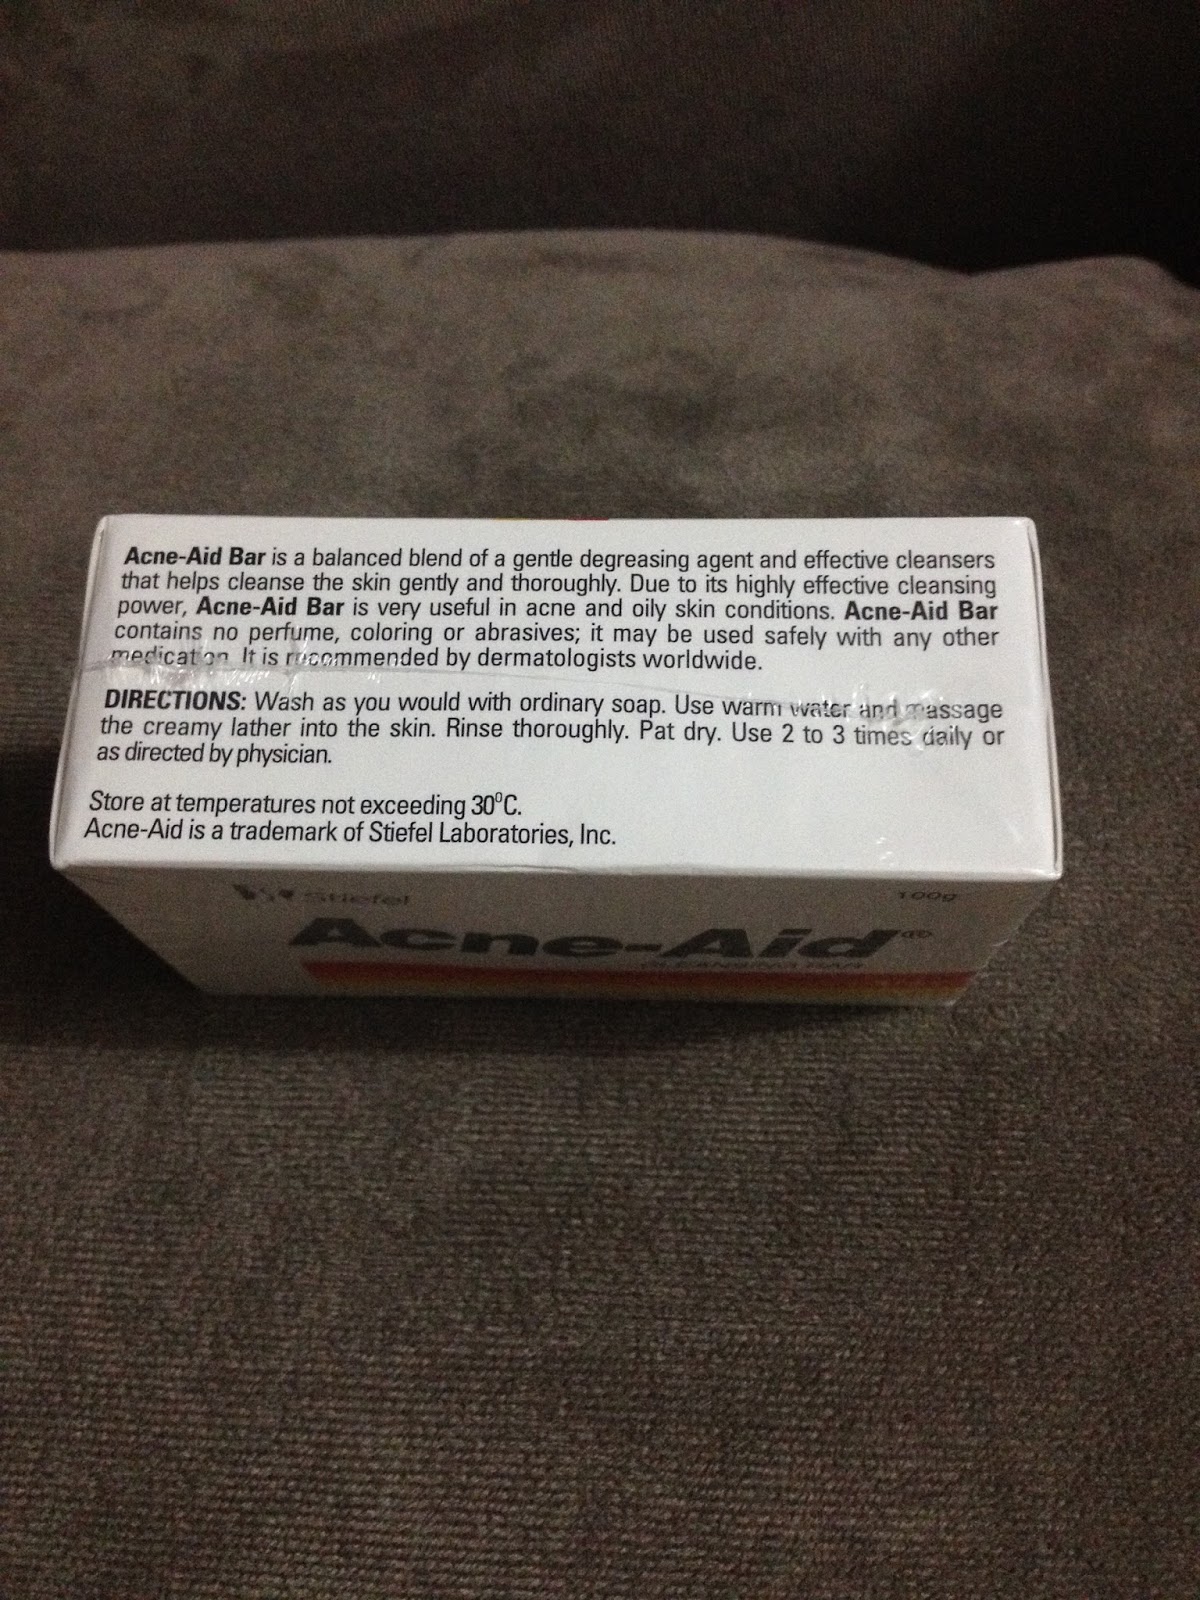 Acne-Aid Bar is a balanced blend of a gentle degreasing agent and effective cleansers
that helps cleanse the skin gently and thoroughly. Due to its highly effective cleansing
power, Acne-Aid Bar is very useful in acne and oily skin conditions. Acne-Aid Bar
contains no perfume, coloring or abrasives; it may be used safely with any other
medication. It is recommended by dermatologists worldwide.
DIRECTIONS: Wash as you would with ordinary soap. Use warm water and massage
the creamy lather into the skin. Rinse thoroughly. Pat dry. Use 2 to 3 times daily or
as directed by physician.
Store at temperatures not exceeding 30°C.
Acne-Aid is a trademark of Stiefel Laboratories, Inc.
Stiefel 100g
Acne-Aid®
CLEANSING BAR